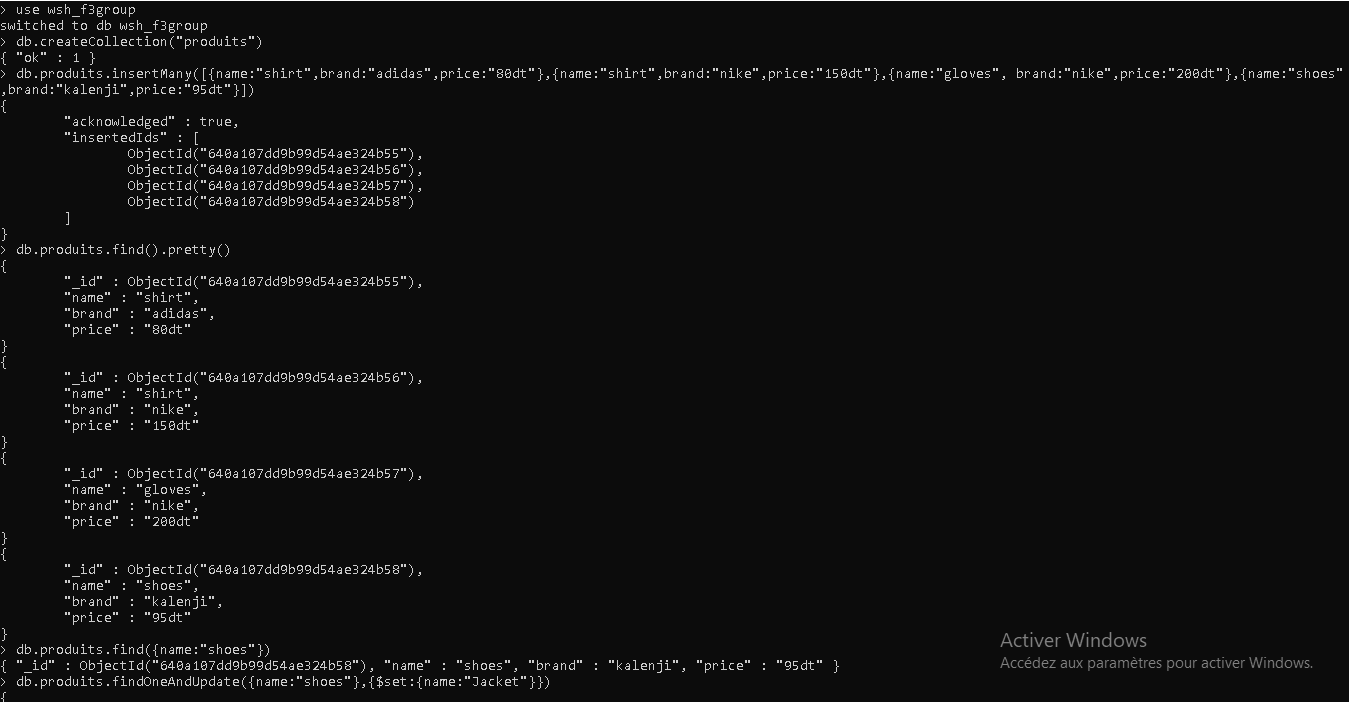 > use wsh_f3group
switched to db wsh_f3group
> db.createCollection("produits")
{ "ok" : 1 }
> db.produits.insertMany([{name:"shirt",brand:"adidas",price:"80dt"},{name:"shirt",brand:"nike",price:"150dt"},{name:"gloves", brand:"nike",price:"200dt"},{name:"shoes"
,brand:"kalenji",price:"95dt"}])
{
        "acknowledged" : true,
        "insertedIds" : [
                ObjectId("640a107dd9b99d54ae324b55"),
                ObjectId("640a107dd9b99d54ae324b56"),
                ObjectId("640a107dd9b99d54ae324b57"),
                ObjectId("640a107dd9b99d54ae324b58")
        ]
}
> db.produits.find().pretty()
{
        "_id" : ObjectId("640a107dd9b99d54ae324b55"),
        "name" : "shirt",
        "brand" : "adidas",
        "price" : "80dt"
}
{
        "_id" : ObjectId("640a107dd9b99d54ae324b56"),
        "name" : "shirt",
        "brand" : "nike",
        "price" : "150dt"
}
{
        "_id" : ObjectId("640a107dd9b99d54ae324b57"),
        "name" : "gloves",
        "brand" : "nike",
        "price" : "200dt"
}
{
        "_id" : ObjectId("640a107dd9b99d54ae324b58"),
        "name" : "shoes",
        "brand" : "kalenji",
        "price" : "95dt"
}
> db.produits.find({name:"shoes"})
{ "_id" : ObjectId("640a107dd9b99d54ae324b58"), "name" : "shoes", "brand" : "kalenji", "price" : "95dt" }
> db.produits.findOneAndUpdate({name:"shoes"},{$set:{name:"Jacket"}})
{
Activer Windows
Accédez aux paramètres pour activer Windows.